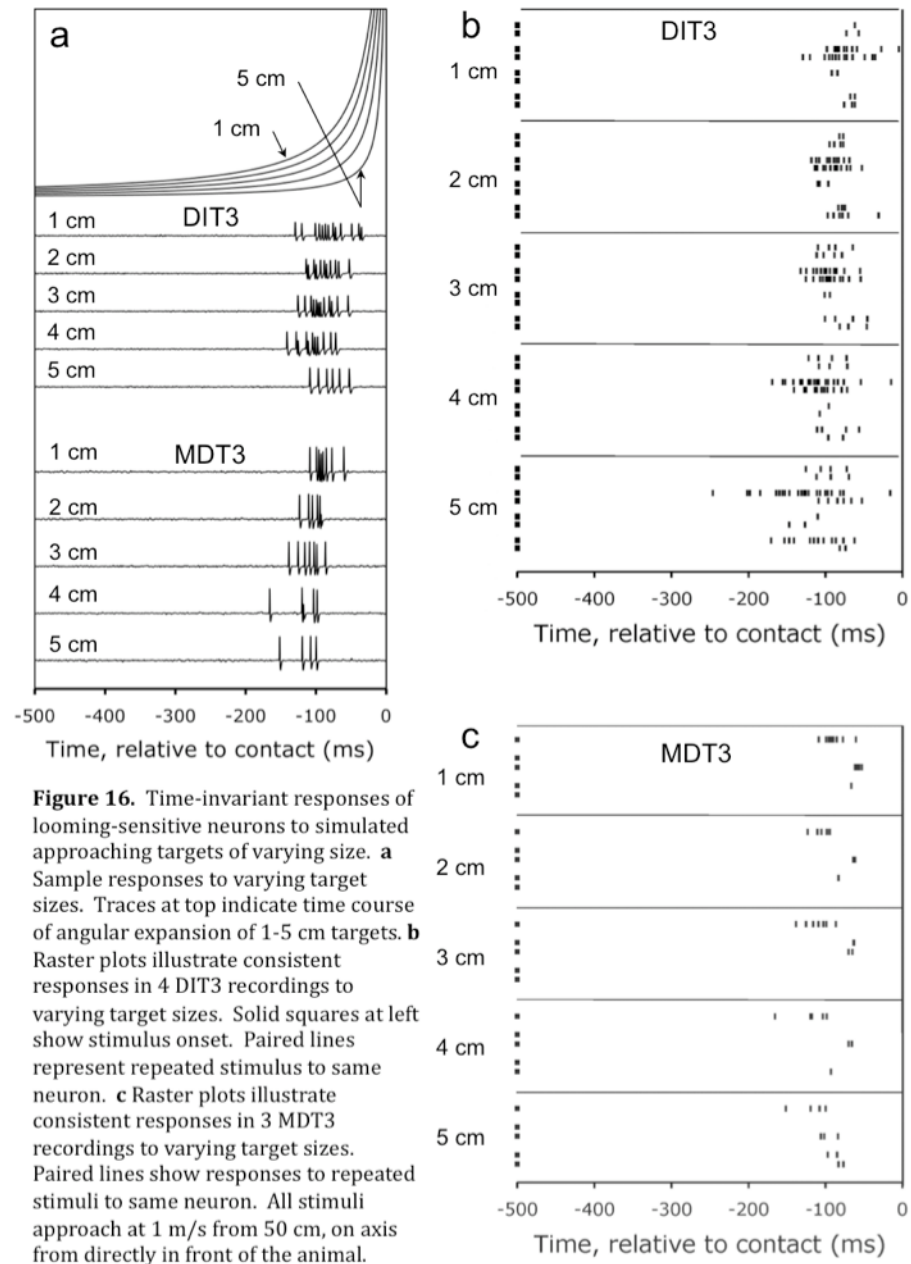 a
5 cm
1 cm
DIT3
1 cm
2 cm
3 cm
4 cm
5 cm
MDT3
1 cm
2 cm
3 cm
4 cm
5 cm
-500 -400 -300 -200 -100 0
Time, relative to contact (ms)
b
DIT3
1 cm
2 cm
3 cm
4 cm
5 cm
-500 -400 -300 -200 -100 0
Time, relative to contact (ms)
c
MDT3
1 cm
2 cm
3 cm
4 cm
5 cm
-500 -400 -300 -200 -100 0
Time, relative to contact (ms)
Figure 16. Time-invariant responses of
looming-sensitive neurons to simulated
approaching targets of varying size. a
Sample responses to varying target
sizes. Traces at top indicate time course
of angular expansion of 1-5 cm targets. b
Raster plots illustrate consistent
responses in 4 DIT3 recordings to
varying target sizes. Solid squares at left
show stimulus onset. Paired lines
represent repeated stimulus to same
neuron. c Raster plots illustrate
consistent responses in 3 MDT3
recordings to varying target sizes.
Paired lines show responses to repeated
stimuli to same neuron. All stimuli
approach at 1 m/s from 50 cm, on axis
from directly in front of the animal.